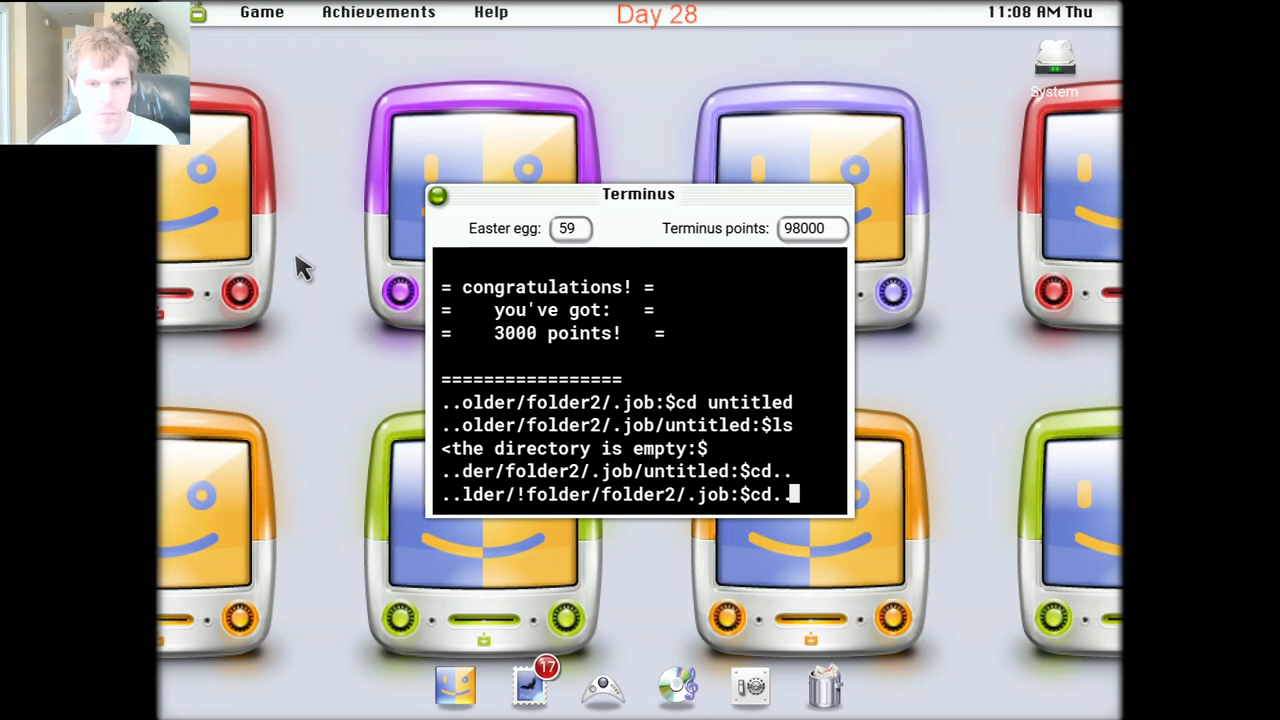 Game Achievements Help Day 28 11:08 AM Thu
System
Terminus
Easter egg: 59 Terminus points: 98000
= congratulations! =
= you've got: =
= 3000 points! =
=================
..older/folder2/.job:$cd untitled
..older/folder2/.job/untitled:$ls
<the directory is empty:$
..der/folder2/.job/untitled:$cd..
..lder/!folder/folder2/.job:$cd..
17